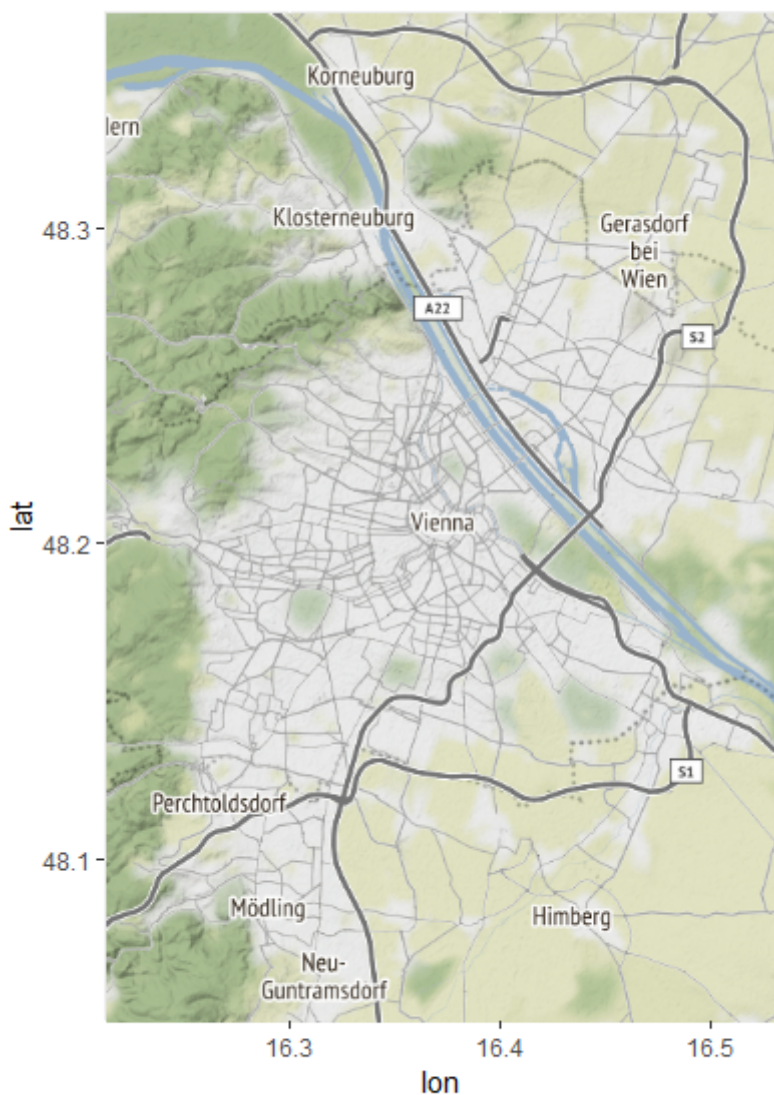 Korneuburg
lern
Klosterneuburg
48.3
Gerasdorf
bei
Wien
A22
S2
lat
Vienna
48.2
S1
Perchtoldsdorf
48.1
Mödling
Himberg
Neu-
Guntramsdorf
16.3
16.4
16.5
lon